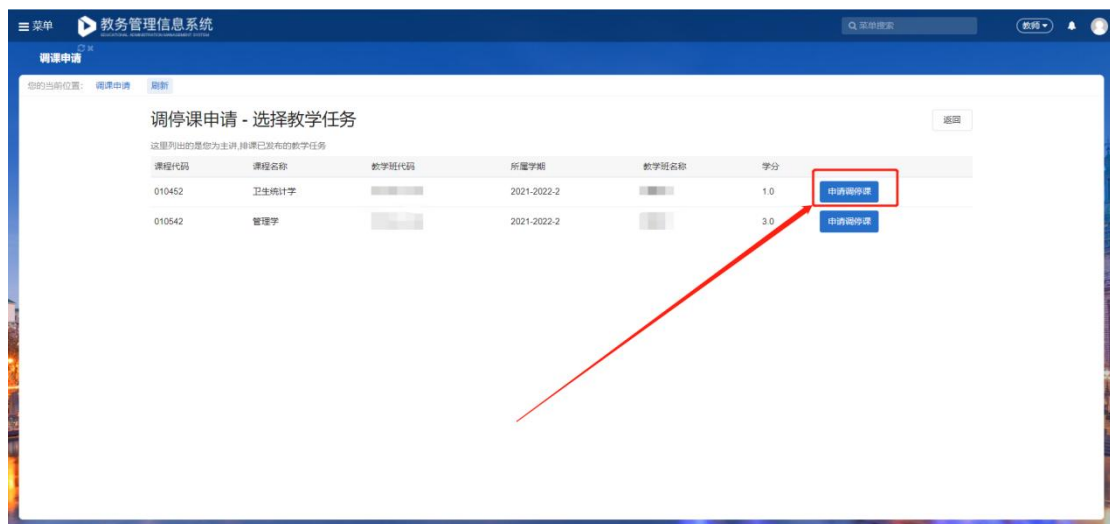 菜单 教务管理信息系统 菜单搜索 教师
EDUCATIONAL ADMINISTRATION MANAGEMENT SYSTEM
调课申请
您的当前位置： 调课申请 刷新
调停课申请 - 选择教学任务 返回
这里列出的是您为主讲,排课已发布的教学任务
课程代码 课程名称 教学班代码 所属学期 教学班名称 学分
010452 卫生统计学 2021-2022-2 1.0 申请调停课
010542 管理学 2021-2022-2 3.0 申请调停课